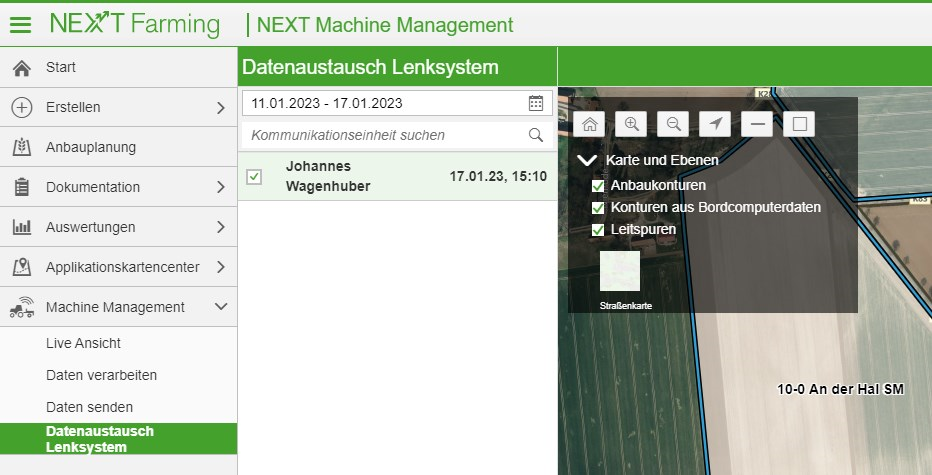 NEXT Farming
NEXT Machine Management
Start
Erstellen
Anbauplanung
Dokumentation
Auswertungen
Applikationskartencenter
Machine Management
Live Ansicht
Daten verarbeiten
Daten senden
Datenaustausch
Lenksystem
Datenaustausch Lenksystem
11.01.2023 - 17.01.2023
Kommunikationseinheit suchen
Johannes
Wagenhuber
17.01.23, 15:10
Karte und Ebenen
Anbaukonturen
Konturen aus Bordcomputerdaten
Leitspuren
Straßenkarte
10-0 An der Hal SM